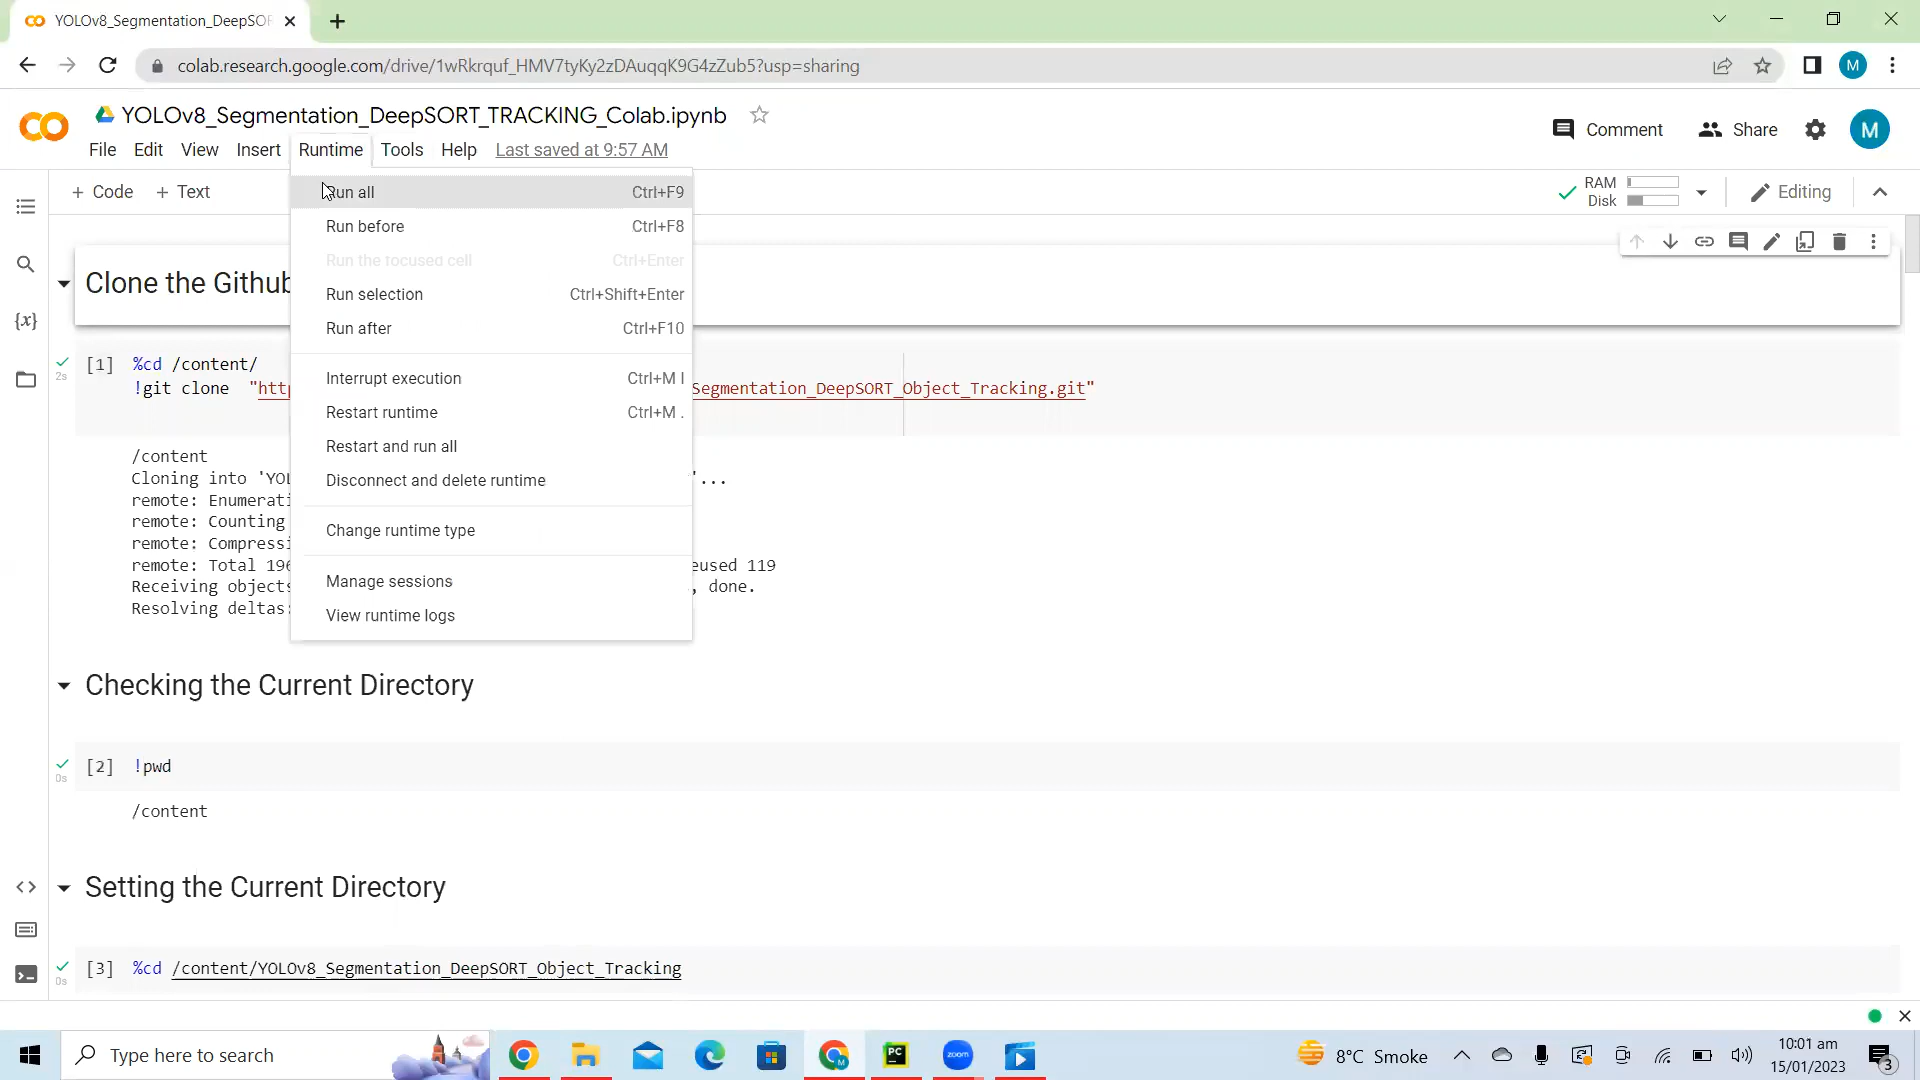 YOLOv8_Segmentation_DeepSOR
colab.research.google.com/drive/1wRkrquf_HMV7tyKy2zDAuqqK9G4zZub5?usp=sharing
M
YOLOv8_Segmentation_DeepSORT_TRACKING_Colab.ipynb
Comment
Share
M
File Edit View Insert Runtime Tools Help Last saved at 9:57 AM
+ Code + Text
RAM
Disk
Editing
Run all Ctrl+F9
Run before Ctrl+F8
Run the focused cell Ctrl+Enter
Run selection Ctrl+Shift+Enter
Run after Ctrl+F10
Interrupt execution Ctrl+M I
Restart runtime Ctrl+M .
Restart and run all
Disconnect and delete runtime
Change runtime type
Manage sessions
View runtime logs
{x}
Clone the Github
2s
[1] %cd /content/
!git clone "http Segmentation_DeepSORT_Object_Tracking.git"
/content
Cloning into 'YOL '...
remote: Enumerati
remote: Counting
remote: Compressi
remote: Total 196 eused 119
Receiving objects , done.
Resolving deltas:
Checking the Current Directory
0s
[2] !pwd
/content
Setting the Current Directory
0s
[3] %cd /content/YOLOv8_Segmentation_DeepSORT_Object_Tracking
Type here to search
M
PC
zoom
8°C Smoke
10:01 am
15/01/2023
3